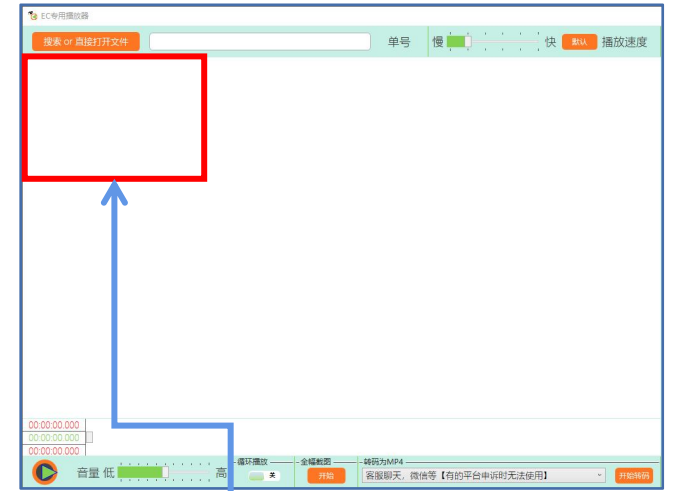 EC专用播放器
搜索 or 直接打开文件 单号 慢 快 默认 播放速度
00:00:00.000
00:00:00.000
00:00:00.000
循环播放 全幅截图 转码为MP4
音量 低 高 关 开始 客服聊天，微信等【有的平台申诉时无法使用】 开始转码